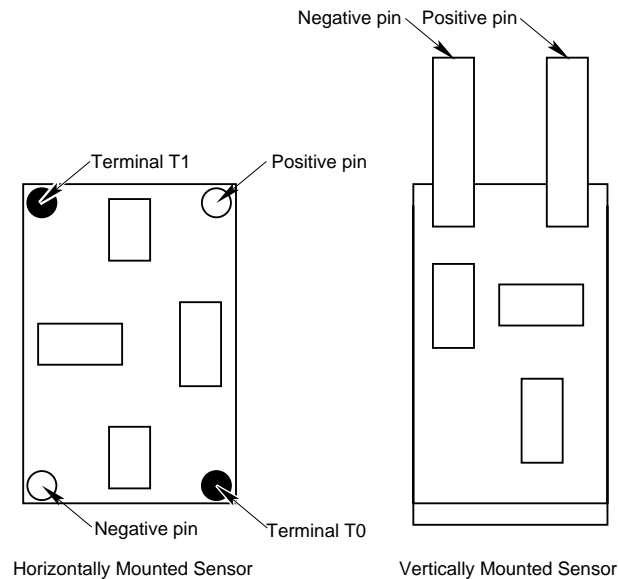 Negative pin
Positive pin
Terminal T1
Positive pin
Negative pin
Terminal T0
Horizontally Mounted Sensor
Vertically Mounted Sensor